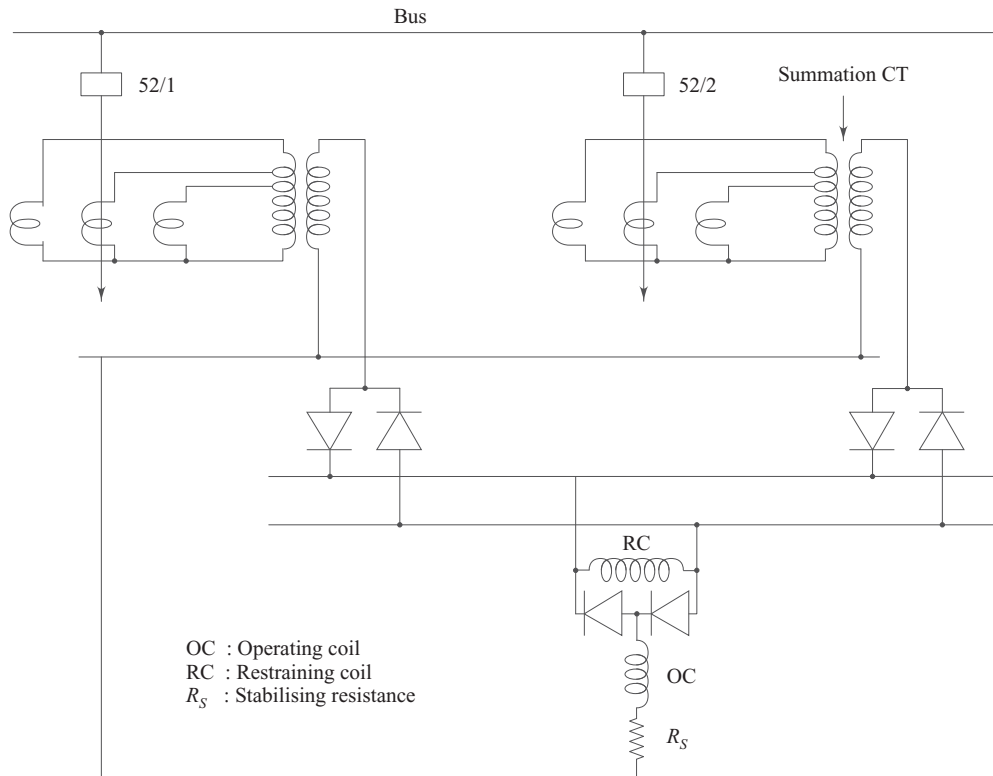 Bus
52/1
52/2
Summation CT
RC
OC : Operating coil
RC : Restraining coil
R_S : Stabilising resistance
OC
R_S